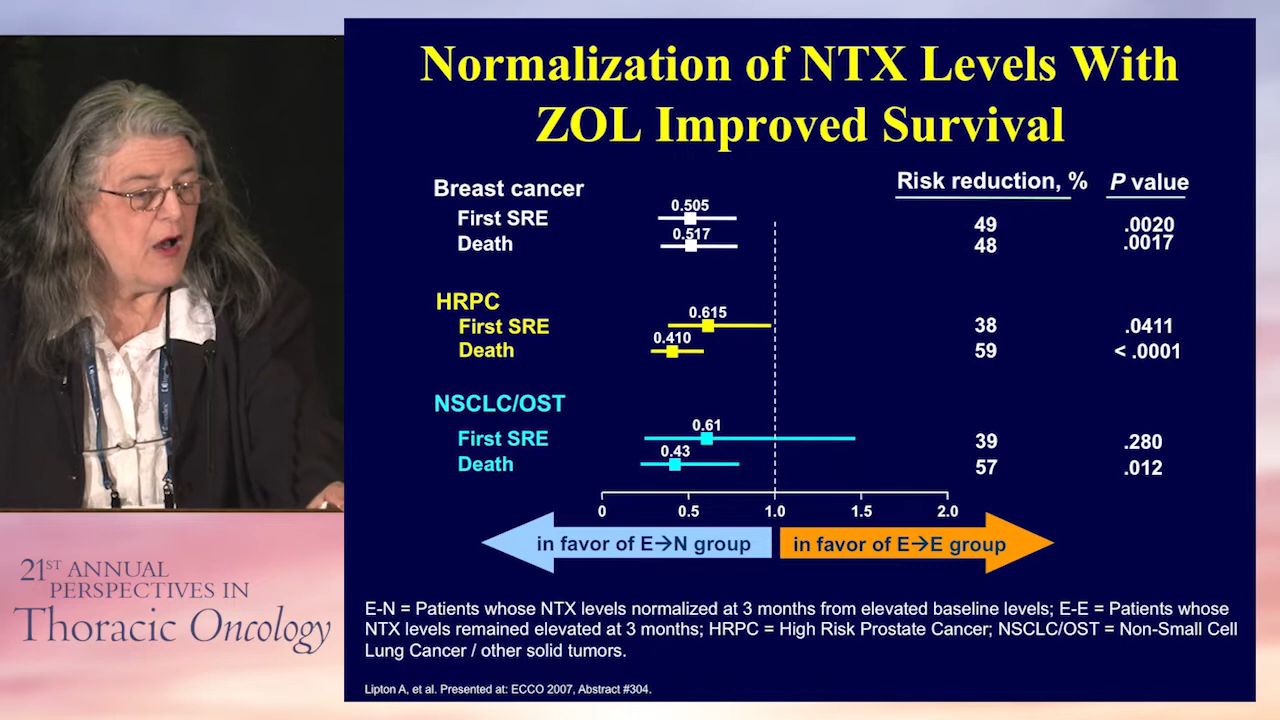 Normalization of NTX Levels With
ZOL Improved Survival
Risk reduction, % P value
Breast cancer
0.505
First SRE 49 .0020
0.517
Death 48 .0017
HRPC
0.615
First SRE 38 .0411
0.410
Death 59 < .0001
NSCLC/OST
0.61
First SRE 39 .280
0.43
Death 57 .012
0 0.5 1.0 1.5 2.0
in favor of E→N group in favor of E→E group
E-N = Patients whose NTX levels normalized at 3 months from elevated baseline levels; E-E = Patients whose
NTX levels remained elevated at 3 months; HRPC = High Risk Prostate Cancer; NSCLC/OST = Non-Small Cell
Lung Cancer / other solid tumors.
Lipton A, et al. Presented at: ECCO 2007, Abstract #304.
21ST ANNUAL
PERSPECTIVES IN
Thoracic Oncology